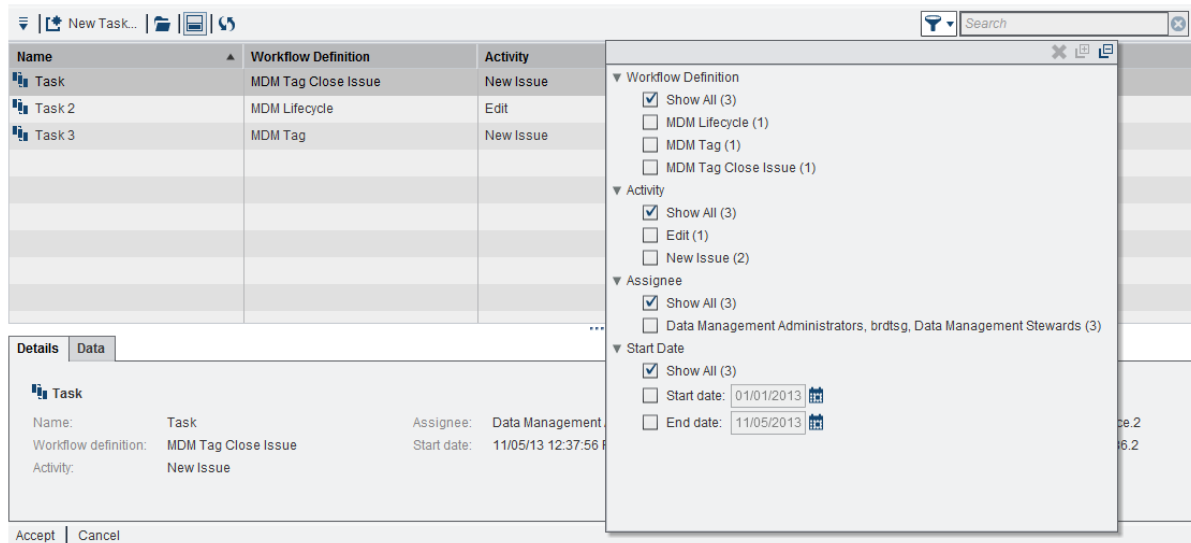 New Task... Search
Name Workflow Definition Activity
Task MDM Tag Close Issue New Issue
Task 2 MDM Lifecycle Edit
Task 3 MDM Tag New Issue
Workflow Definition
Show All (3)
MDM Lifecycle (1)
MDM Tag (1)
MDM Tag Close Issue (1)
Activity
Show All (3)
Edit (1)
New Issue (2)
Assignee
Show All (3)
Data Management Administrators, brdtsg, Data Management Stewards (3)
Start Date
Show All (3)
Start date: 01/01/2013
End date: 11/05/2013
Details Data
Task
Name: Task Assignee: Data Management
Workflow definition: MDM Tag Close Issue Start date: 11/05/13 12:37:56
Activity: New Issue
Accept Cancel